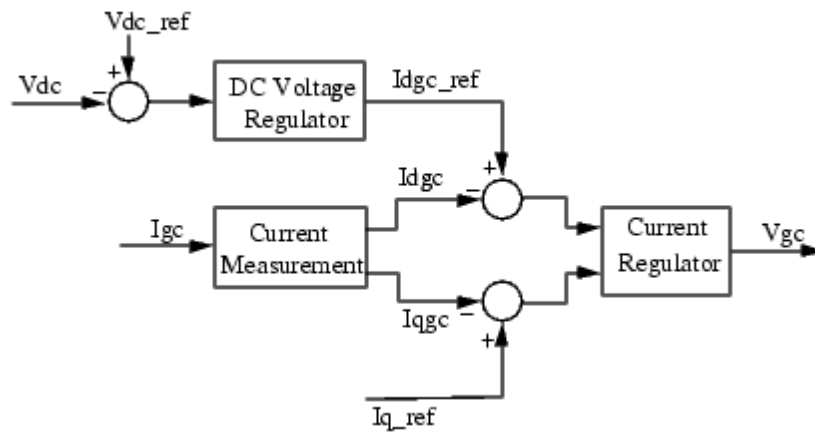 Vdc_ref
+
Vdc
−
DC Voltage
Regulator
Idgc_ref
+
−
Idgc
Igc
Current
Measurement
Current
Regulator
Vgc
Iqgc
−
+
Iq_ref